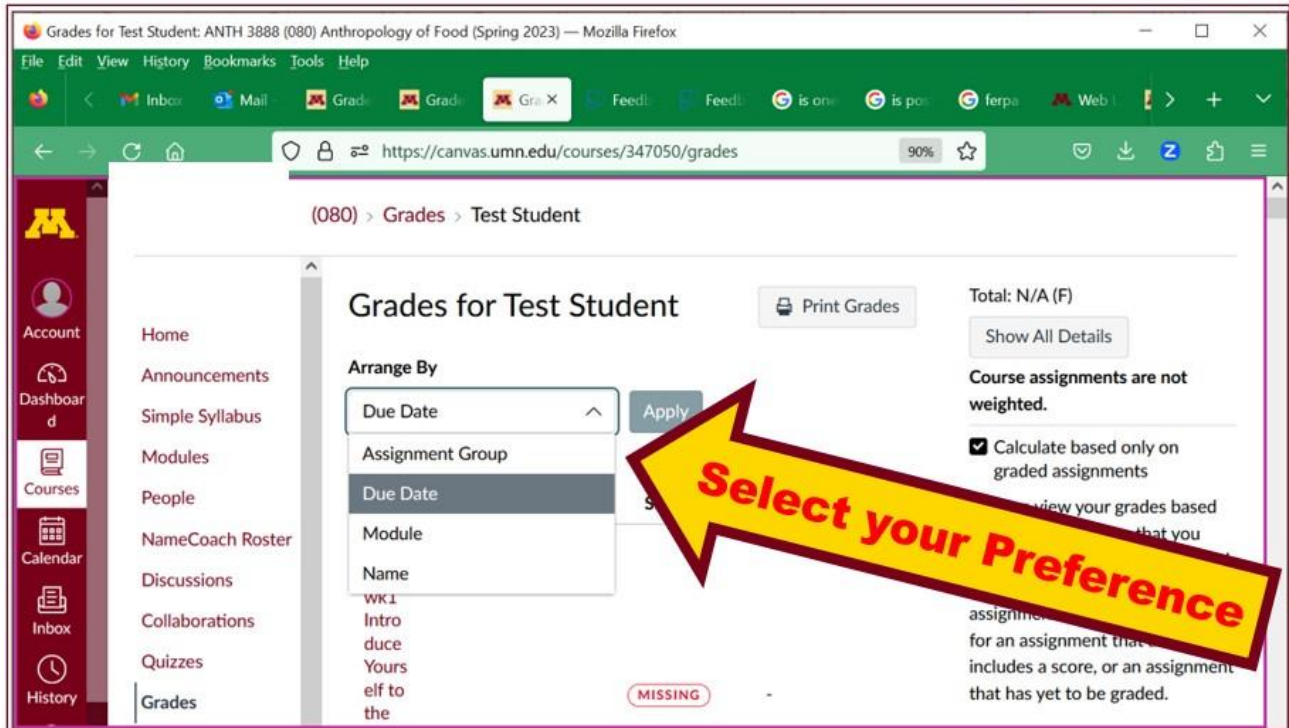 Grades for Test Student: ANTH 3888 (080) Anthropology of Food (Spring 2023) — Mozilla Firefox
File Edit View History Bookmarks Tools Help
Inbox Mail - Grade Grade Gra Feedb Feedb is one is pos ferpa Web
https://canvas.umn.edu/courses/347050/grades 90%
(080) > Grades > Test Student
Grades for Test Student
Print Grades
Total: N/A (F)
Show All Details
Course assignments are not
weighted.
Calculate based only on
graded assignments
view your grades based
that you
assignmen
for an assignment that
includes a score, or an assignment
that has yet to be graded.
Account
Dashboar
d
Courses
Calendar
Inbox
History
Home
Announcements
Simple Syllabus
Modules
People
NameCoach Roster
Discussions
Collaborations
Quizzes
Grades
Arrange By
Due Date
Apply
Assignment Group
Due Date
Module
Name
wk1
Intro
duce
Yours
elf to
the
MISSING -
Select your Preference